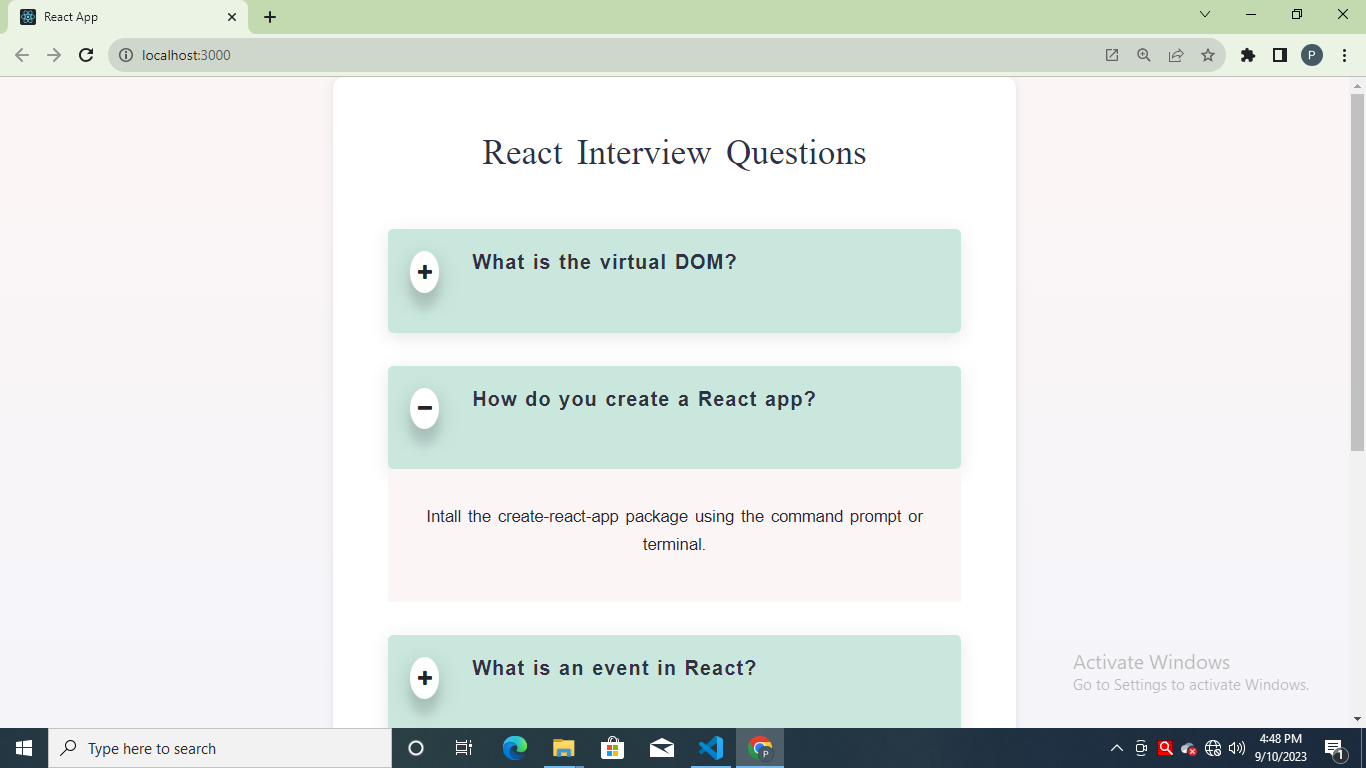 React App
localhost:3000
P
React Interview Questions
+
What is the virtual DOM?
−
How do you create a React app?
Intall the create-react-app package using the command prompt or
terminal.
+
What is an event in React?
Activate Windows
Go to Settings to activate Windows.
Type here to search
P
4:48 PM
9/10/2023
1